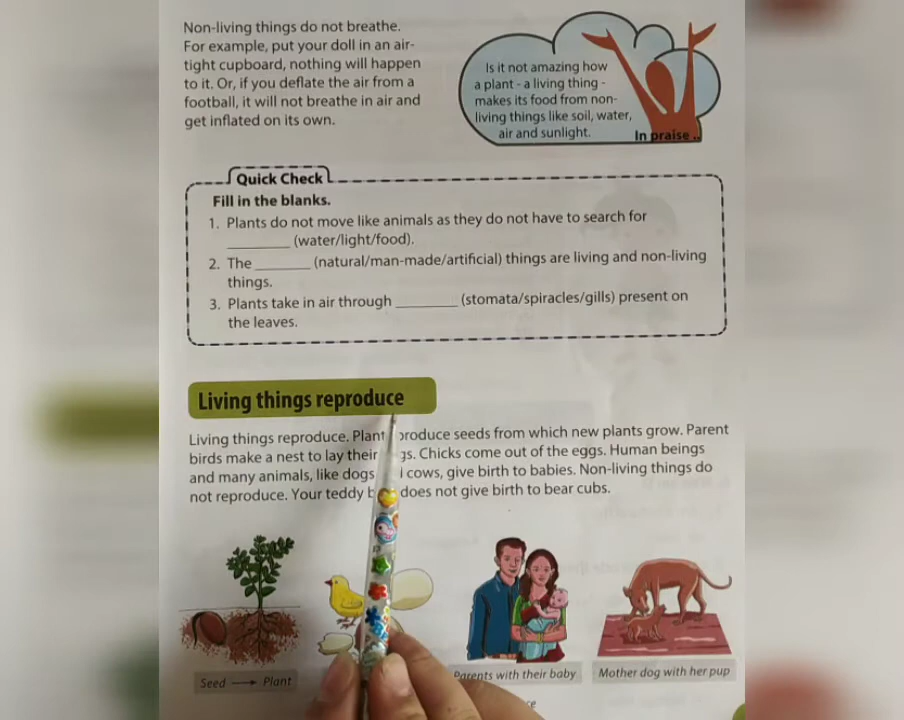 Non-living things do not breathe.
For example, put your doll in an air-
tight cupboard, nothing will happen
to it. Or, if you deflate the air from a
football, it will not breathe in air and
get inflated on its own.
Is it not amazing how
a plant - a living thing -
makes its food from non-
living things like soil, water,
air and sunlight.
In praise ..
Quick Check
Fill in the blanks.
1. Plants do not move like animals as they do not have to search for
________ (water/light/food).
2. The _______ (natural/man-made/artificial) things are living and non-living
things.
3. Plants take in air through ________ (stomata/spiracles/gills) present on
the leaves.
Living things reproduce
Living things reproduce. Plant produce seeds from which new plants grow. Parent
birds make a nest to lay their gs. Chicks come out of the eggs. Human beings
and many animals, like dogs cows, give birth to babies. Non-living things do
not reproduce. Your teddy does not give birth to bear cubs.
Seed → Plant
Parents with their baby
Mother dog with her pup